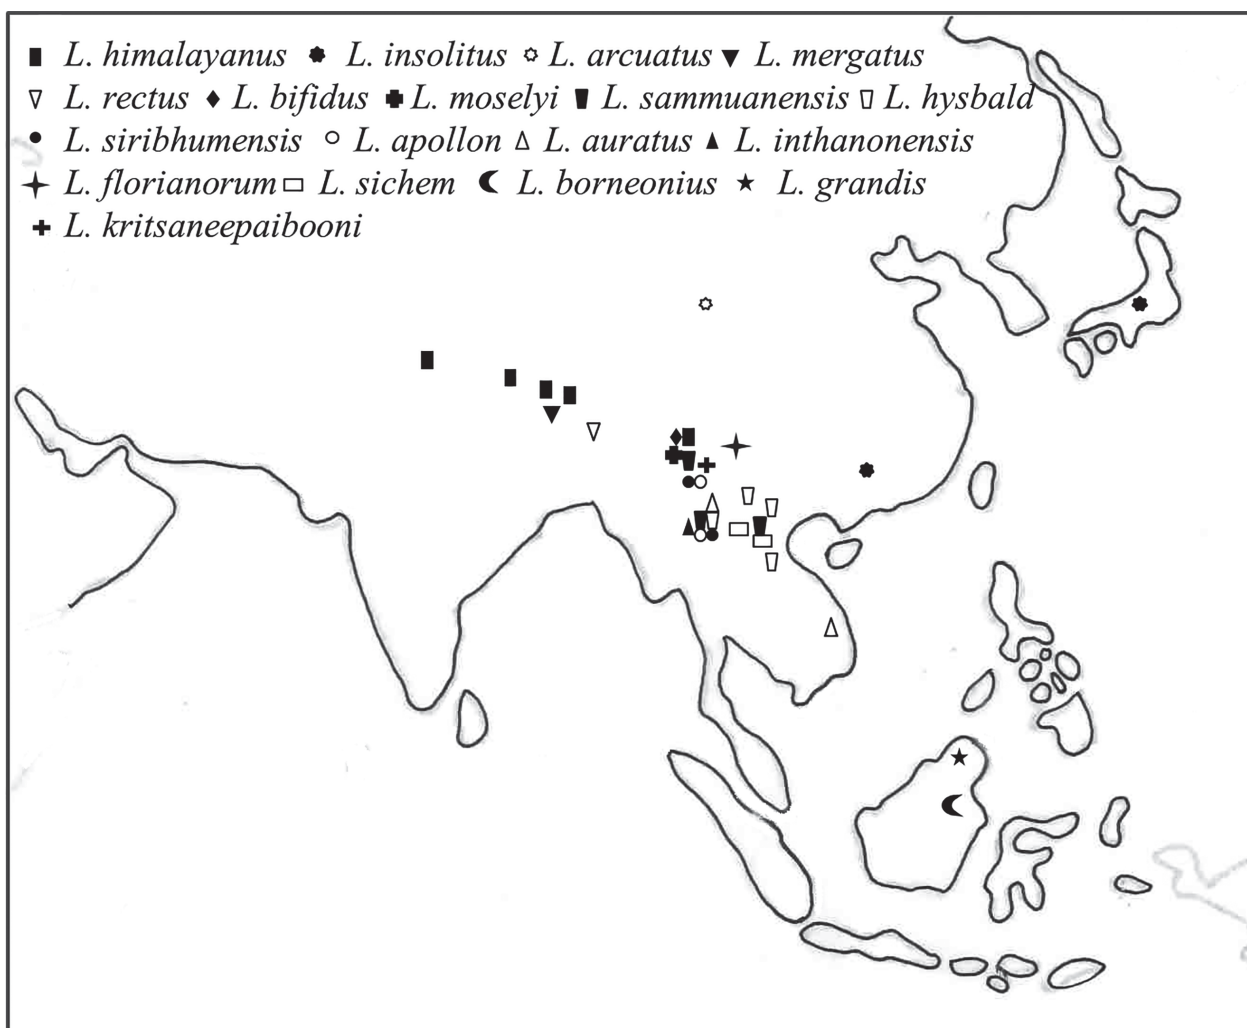 L. himalayanus L. insolitus L. arcuatus L. mergatus
L. rectus L. bifidus L. moselyi L. sammuanensis L. hysbald
L. siribhumensis L. apollon L. auratus L. inthanonensis
L. florianorum L. sichem L. borneonius L. grandis
L. kritsaneepaibooni